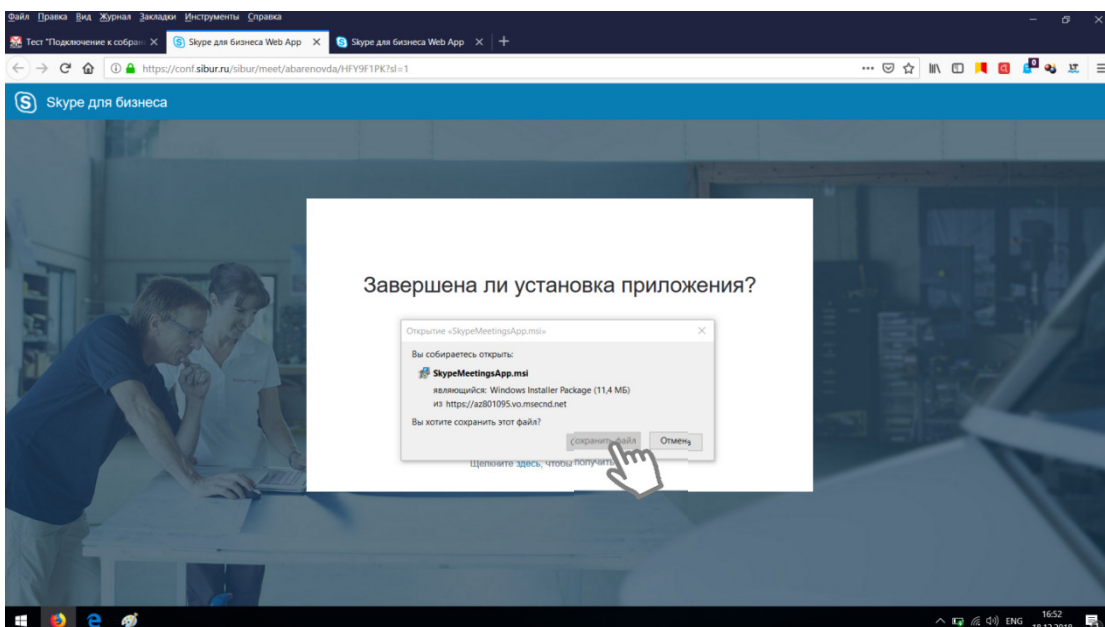 Файл Правка Вид Журнал Закладки Инструменты Справка
Тест "Подключение к собран
Skype для бизнеса Web App
Skype для бизнеса Web App
https://conf.sibur.ru/sibur/meet/abarenovda/HFY9F1PK?sl=1
Skype для бизнеса
Завершена ли установка приложения?
Открытие «SkypeMeetingsApp.msi»
Вы собираетесь открыть:
SkypeMeetingsApp.msi
являющийся: Windows Installer Package (11,4 МБ)
из https://az801095.vo.msecnd.net
Вы хотите сохранить этот файл?
Сохранить файл Отмена
Щелкните здесь, чтобы получить
ENG
16:52
18.12.2018